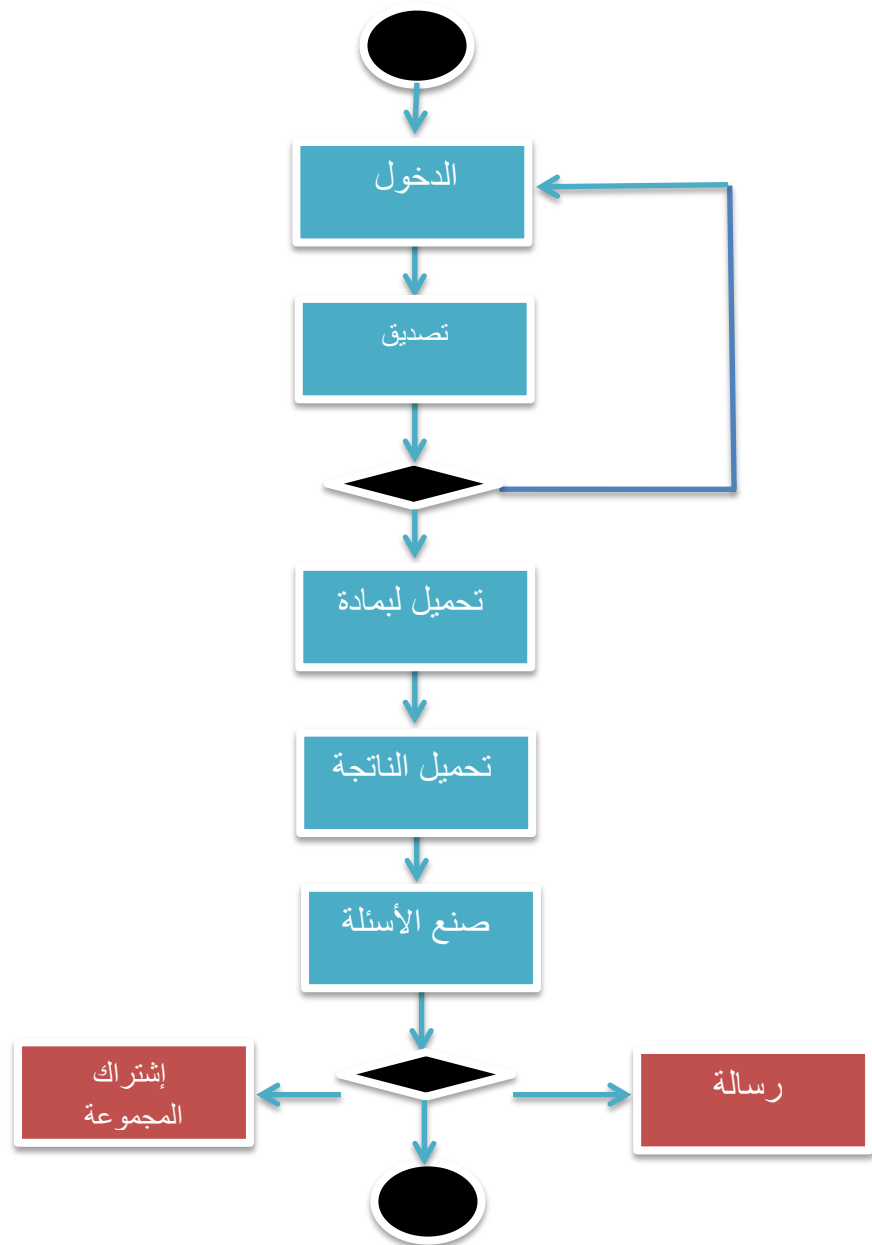 الدخول
تصديق
تحميل لبمادة
تحميل الناتجة
صنع الأسئلة
رسالة
إشتراك
المجموعة